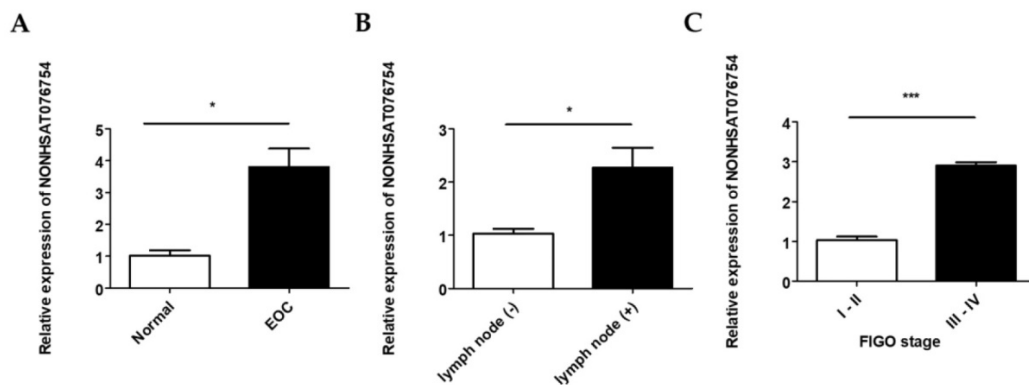 A
Relative expression of NONHSAT076754
*
5
4
3
2
1
0
Normal
EOC
B
Relative expression of NONHSAT076754
*
3
2
1
0
lymph node (-)
lymph node (+)
C
Relative expression of NONHSAT076754
***
4
3
2
1
0
I - II
III - IV
FIGO stage